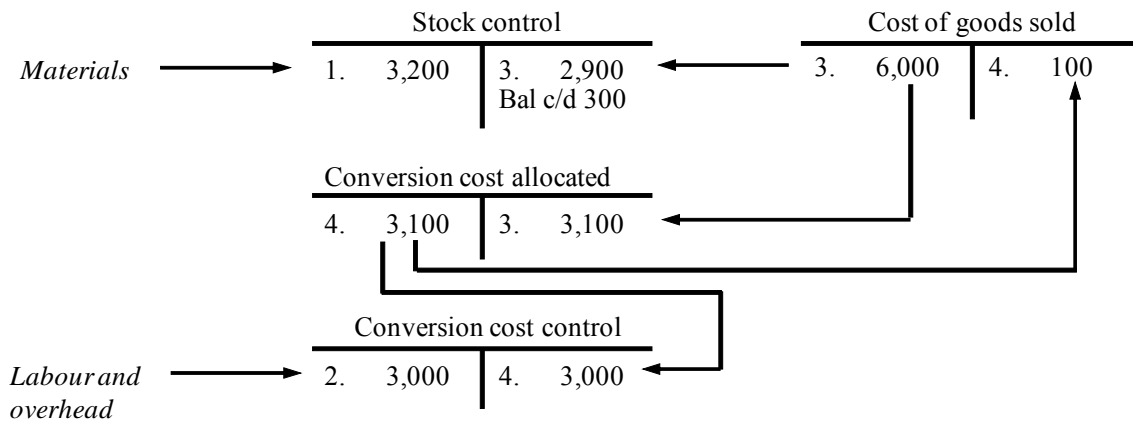 Stock control
Cost of goods sold
Materials
1. 3,200
3. 2,900
Bal c/d 300
3. 6,000
4. 100
Conversion cost allocated
4. 3,100
3. 3,100
Conversion cost control
Labour and
overhead
2. 3,000
4. 3,000